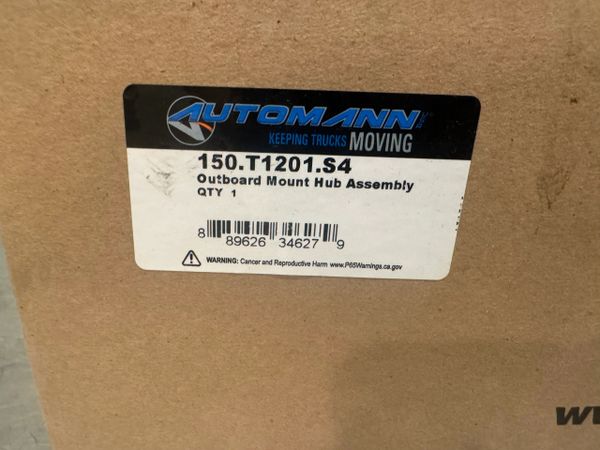 AUTOMANN
KEEPING TRUCKS MOVING
150.T1201.S4
Outboard Mount Hub Assembly
QTY 1
8 89626 34627 9
WARNING: Cancer and Reproductive Harm www.P65Warnings.ca.gov